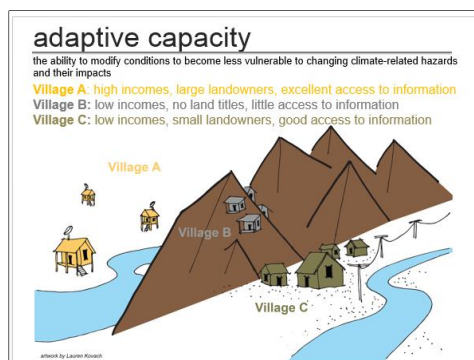 adaptive capacity
the ability to modify conditions to become less vulnerable to changing climate-related hazards
and their impacts
Village A: high incomes, large landowners, excellent access to information
Village B: low incomes, no land titles, little access to information
Village C: low incomes, small landowners, good access to information
Village A
Village B
Village C
artwork by Lauren Kovach